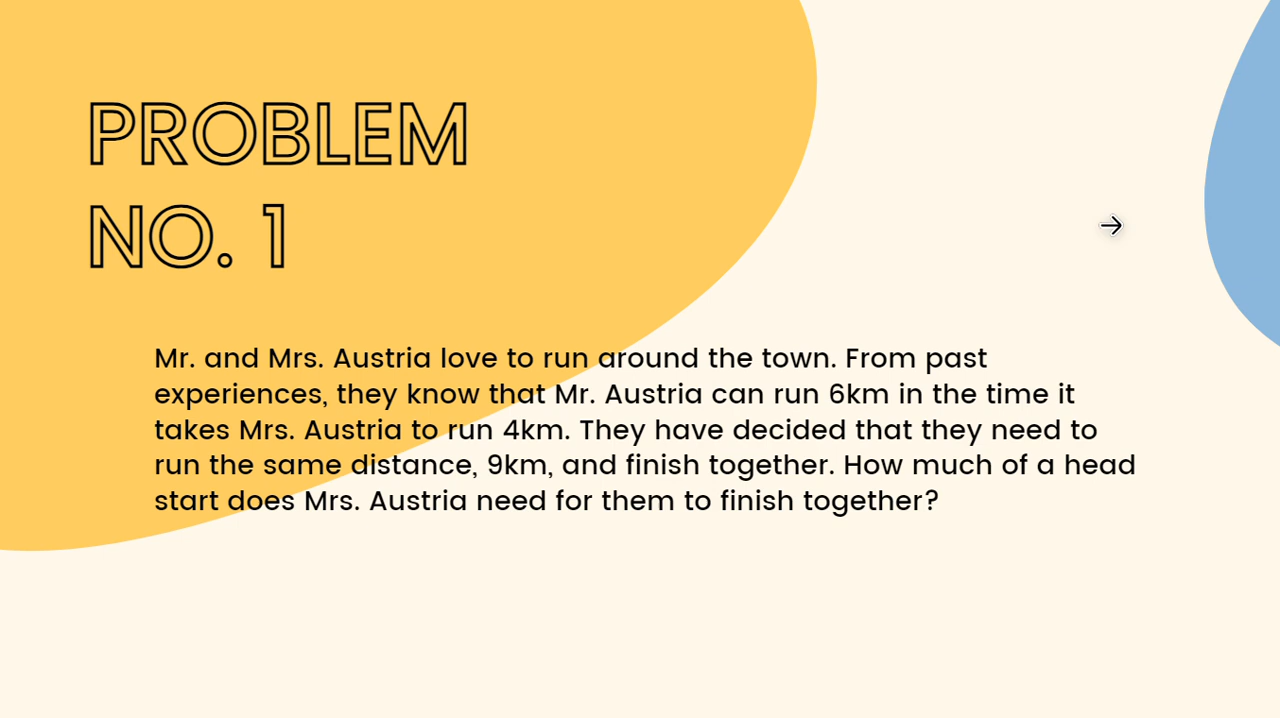 PROBLEM
NO. 1
Mr. and Mrs. Austria love to run around the town. From past
experiences, they know that Mr. Austria can run 6km in the time it
takes Mrs. Austria to run 4km. They have decided that they need to
run the same distance, 9km, and finish together. How much of a head
start does Mrs. Austria need for them to finish together?